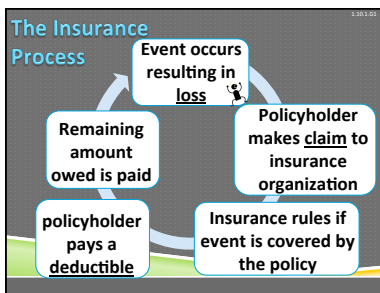 1.10.1.G1
The Insurance
Process
Event occurs
resulting in
loss
Policyholder
makes claim to
insurance
organization
Insurance rules if
event is covered by
the policy
policyholder
pays a
deductible
Remaining
amount
owed is paid